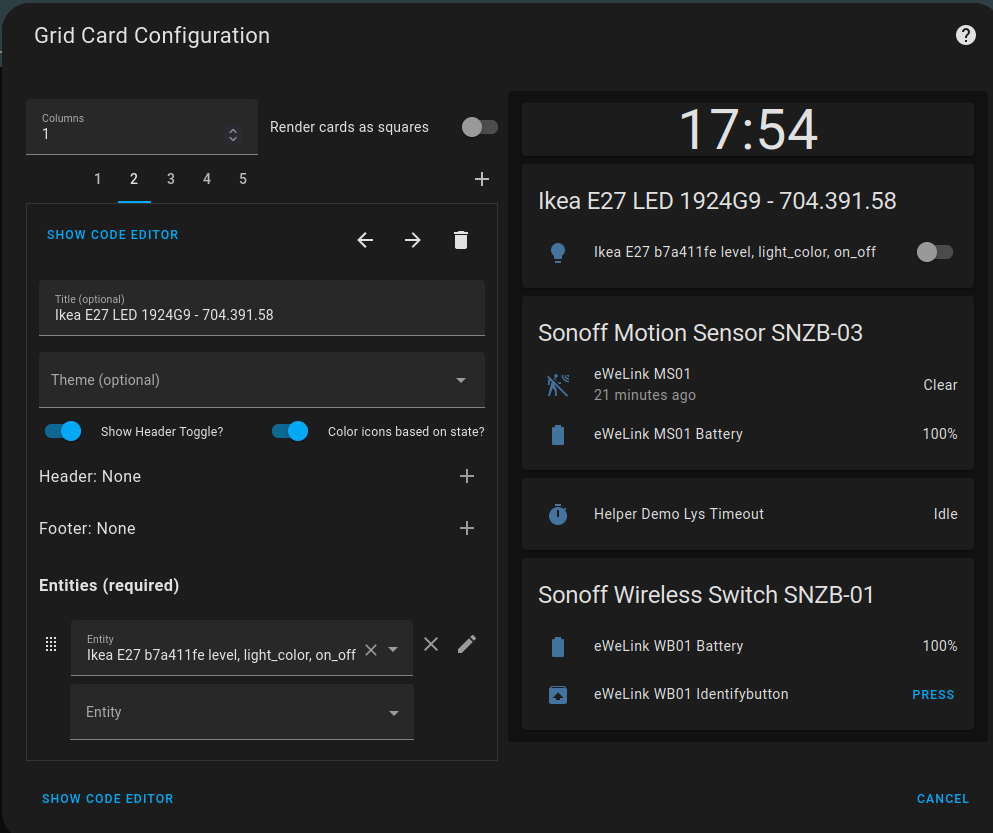 Grid Card Configuration
?
Columns
1
Render cards as squares
1 2 3 4 5
SHOW CODE EDITOR
Title (optional)
Ikea E27 LED 1924G9 - 704.391.58
Theme (optional)
Show Header Toggle?
Color icons based on state?
Header: None
Footer: None
Entities (required)
Entity
Ikea E27 b7a411fe level, light_color, on_off
Entity
SHOW CODE EDITOR
17:54
Ikea E27 LED 1924G9 - 704.391.58
Ikea E27 b7a411fe level, light_color, on_off
Sonoff Motion Sensor SNZB-03
eWeLink MS01
21 minutes ago
Clear
eWeLink MS01 Battery 100%
Helper Demo Lys Timeout Idle
Sonoff Wireless Switch SNZB-01
eWeLink WB01 Battery 100%
eWeLink WB01 Identifybutton PRESS
CANCEL